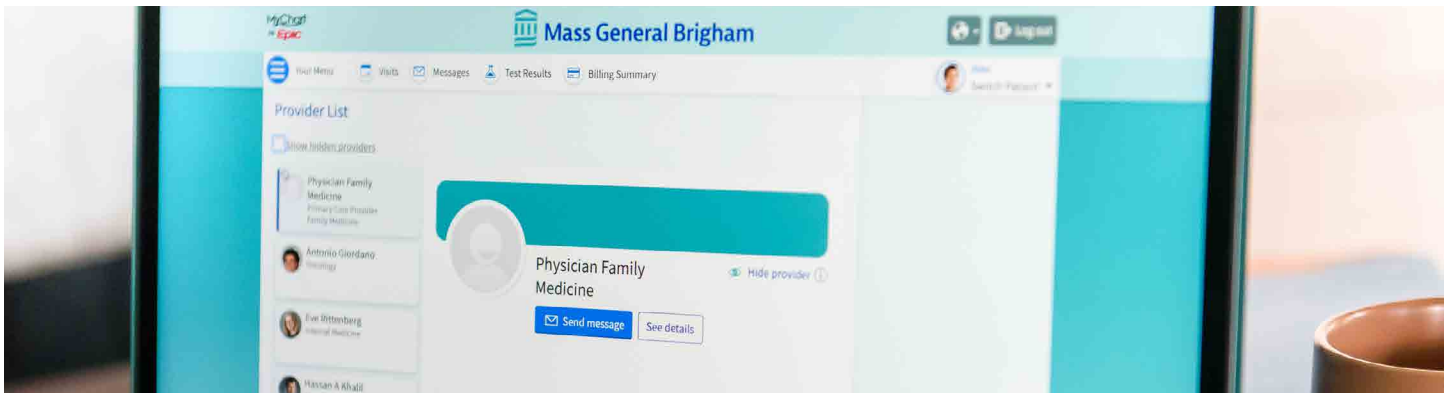 MyChart
by Epic
Mass General Brigham
Log out
Your Menu
Visits
Messages
Test Results
Billing Summary
Provider List
Show hidden providers
Physician Family
Medicine
Primary Care Provider
Family Medicine
Antonio Giordano
Oncology
Eve Rittenberg
Internal Medicine
Hassan A Khalil
Physician Family
Medicine
Hide provider
Send message
See details